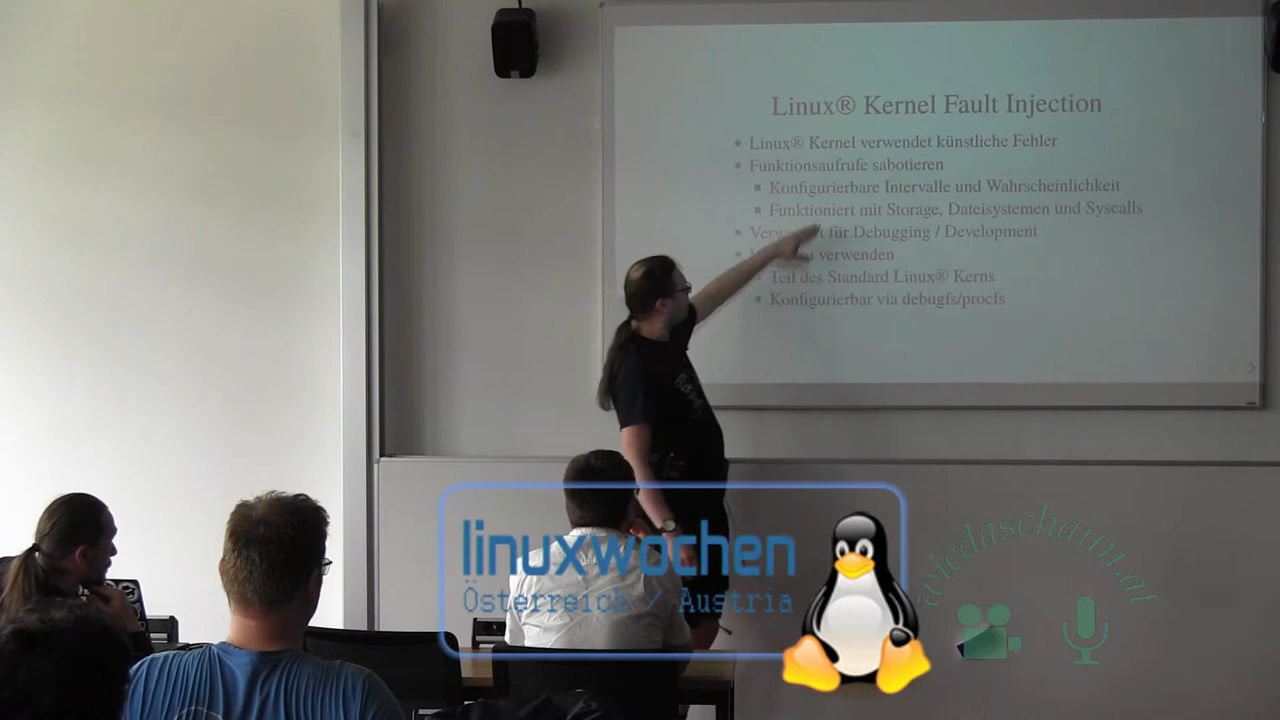 Linux® Kernel Fault Injection
Linux® Kernel verwendet künstliche Fehler
Funktionsaufrufe sabotieren
Konfigurierbare Intervalle und Wahrscheinlichkeit
Funktioniert mit Storage, Dateisystemen und Syscalls
für Debugging / Development
verwenden
Teil des Standard Linux® Kerns
Konfigurierbar via debugfs/procfs
linuxwochen
Österreich / Austria
wiedaschaun.at